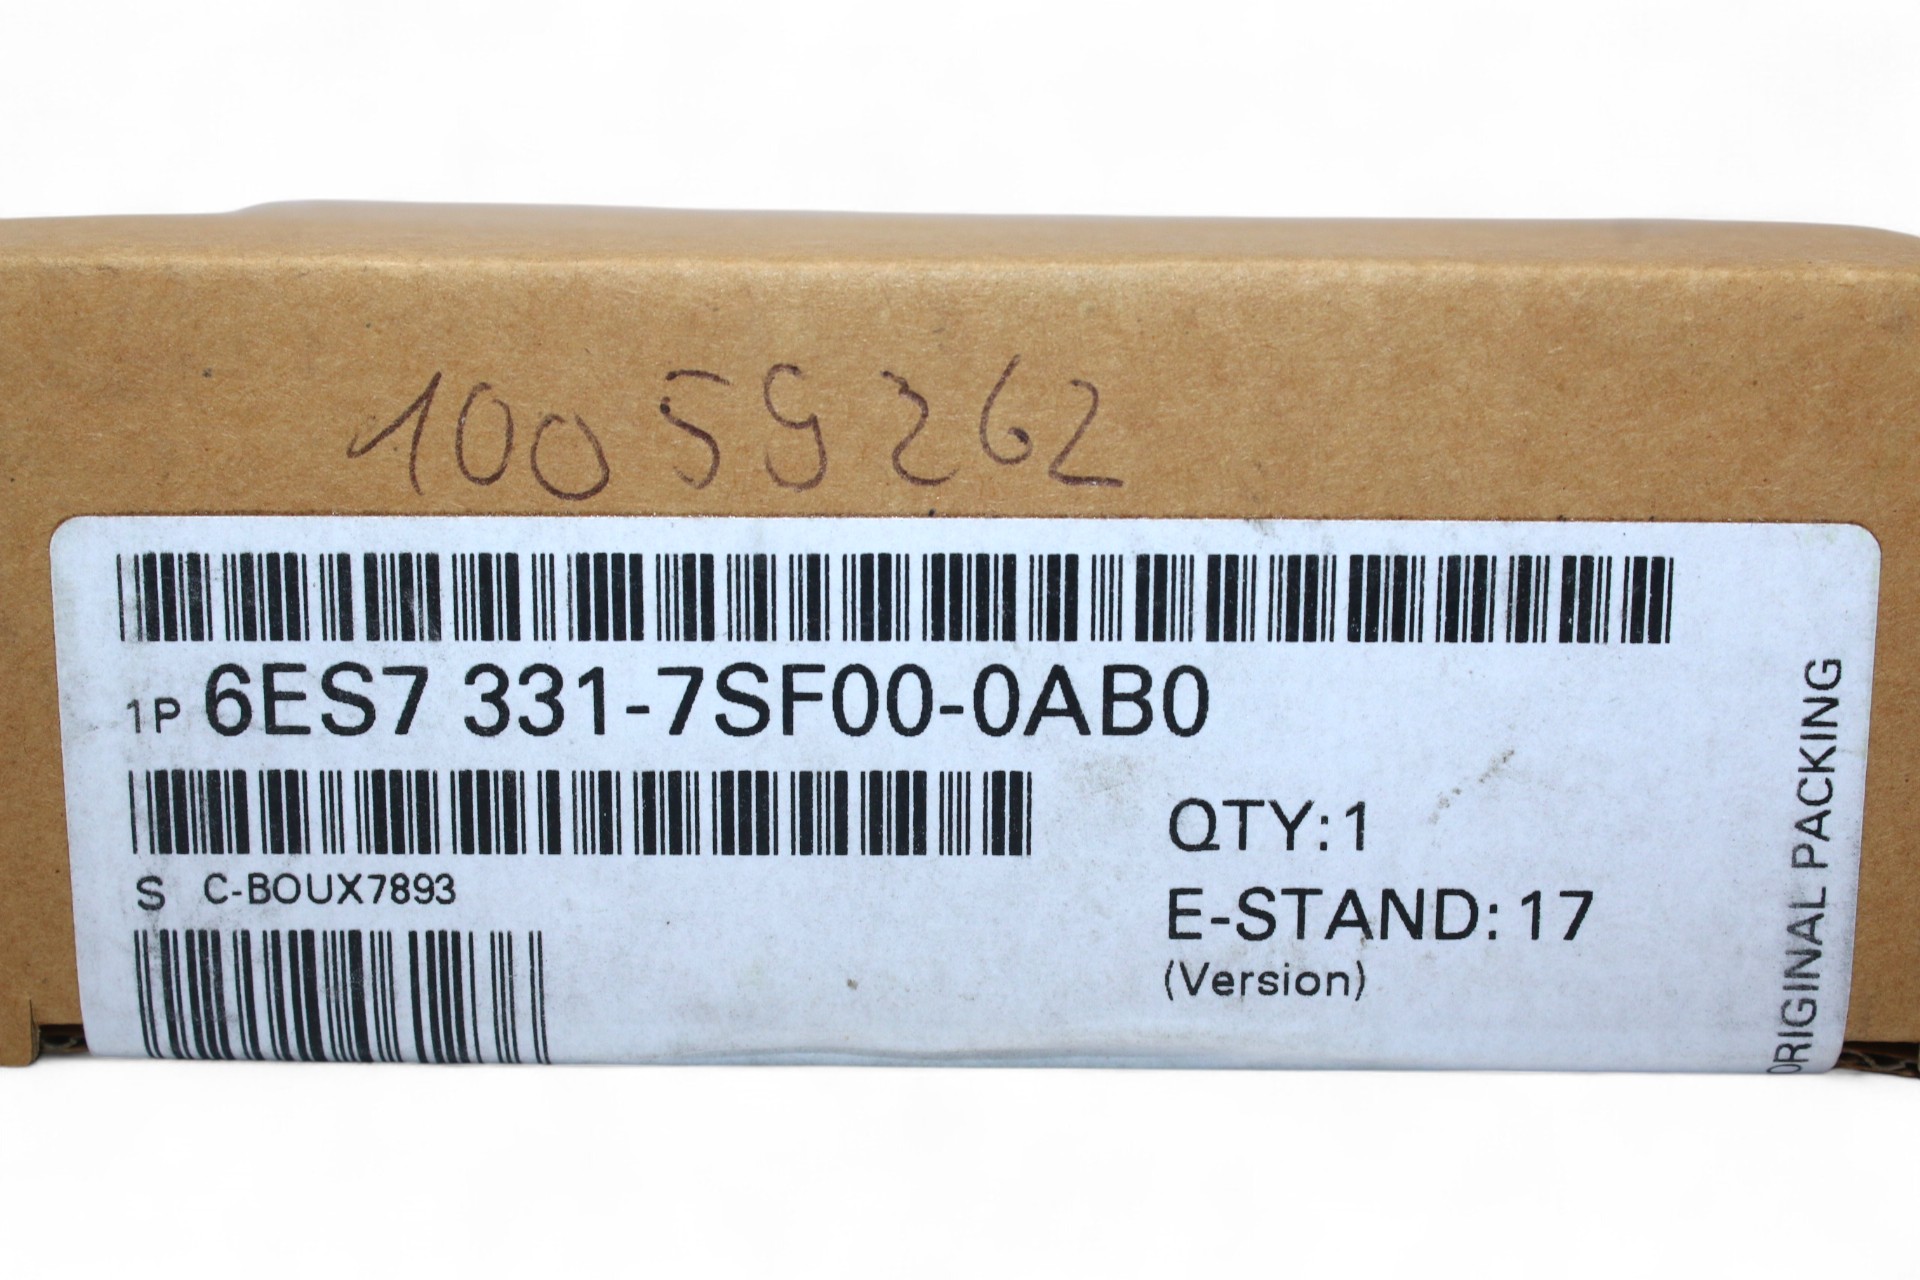 10059262
1P 6ES7 331-7SF00-0AB0
S C-BOUX7893
QTY:1
E-STAND:17
(Version)
ORIGINAL PACKING